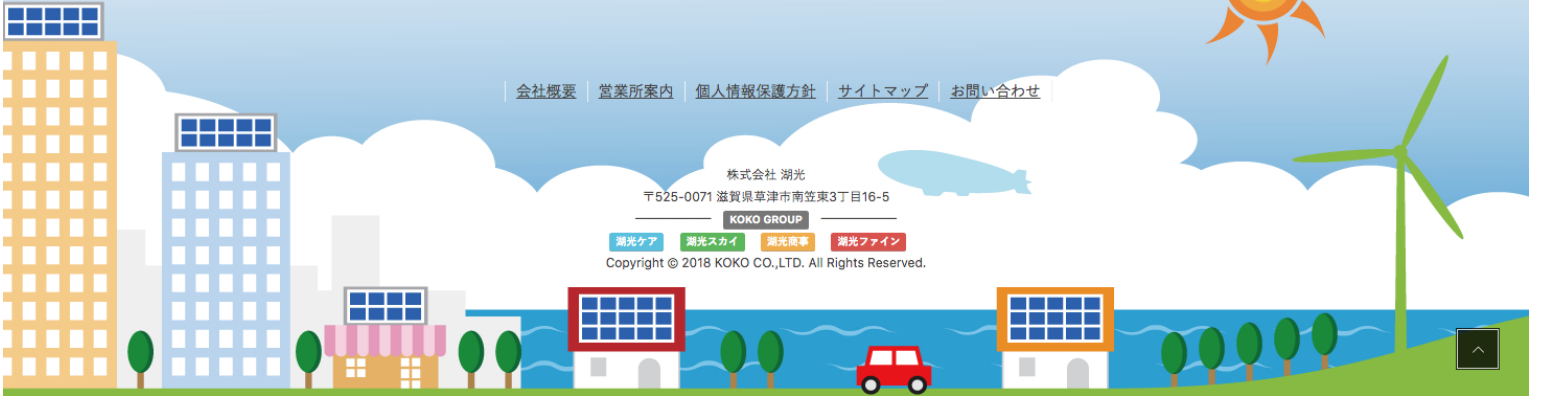 会社概要 営業所案内 個人情報保護方針 サイトマップ お問い合わせ
株式会社 湖光
〒525-0071 滋賀県草津市南笠東3丁目16-5
KOKO GROUP
湖光ケア 湖光スカイ 湖光商事 湖光ファイン
Copyright © 2018 KOKO CO.,LTD. All Rights Reserved.